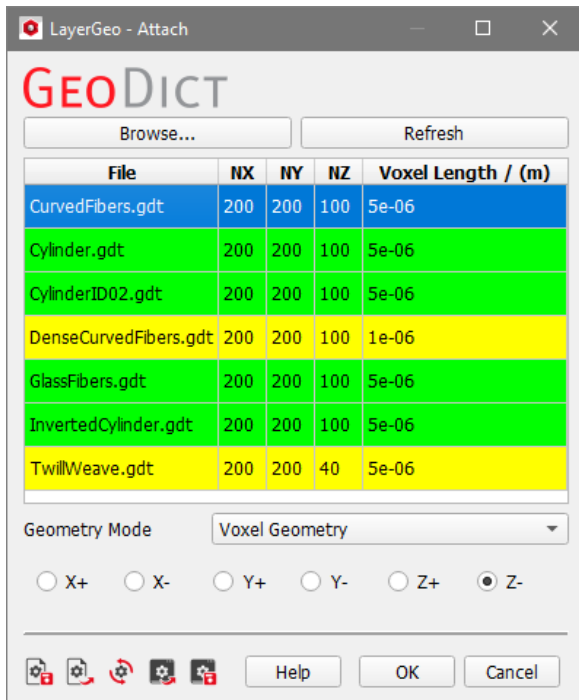 LayerGeo - Attach
GEODICT
Browse... Refresh
File NX NY NZ Voxel Length / (m)
CurvedFibers.gdt 200 200 100 5e-06
Cylinder.gdt 200 200 100 5e-06
CylinderID02.gdt 200 200 100 5e-06
DenseCurvedFibers.gdt 200 200 100 1e-06
GlassFibers.gdt 200 200 100 5e-06
InvertedCylinder.gdt 200 200 100 5e-06
TwillWeave.gdt 200 200 40 5e-06
Geometry Mode Voxel Geometry
X+ X- Y+ Y- Z+ Z-
Help OK Cancel